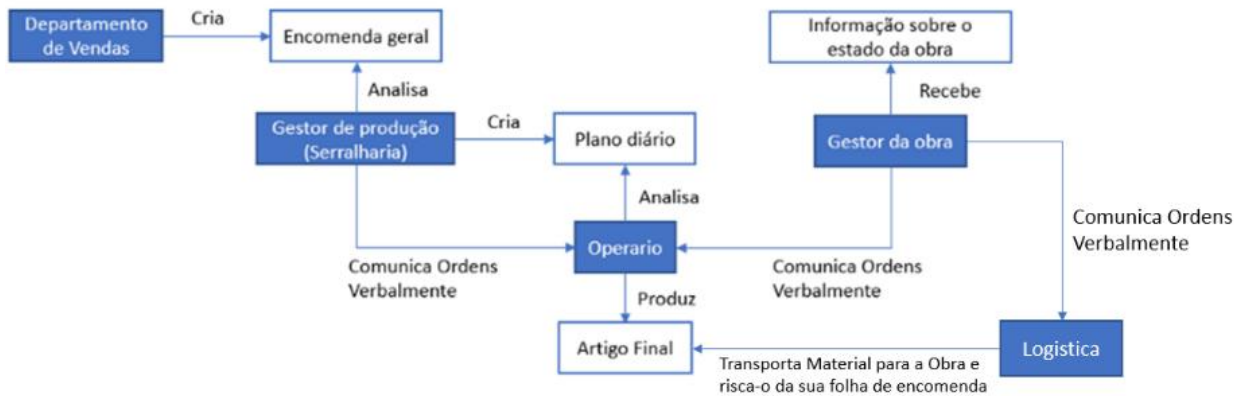 Departamento
de Vendas
Cria
Encomenda geral
Informação sobre o
estado da obra
Analisa
Recebe
Gestor de produção
(Serralharia)
Cria
Plano diário
Gestor da obra
Analisa
Comunica Ordens
Verbalmente
Operario
Comunica Ordens
Verbalmente
Comunica Ordens
Verbalmente
Produz
Artigo Final
Transporta Material para a Obra e
risca-o da sua folha de encomenda
Logistica